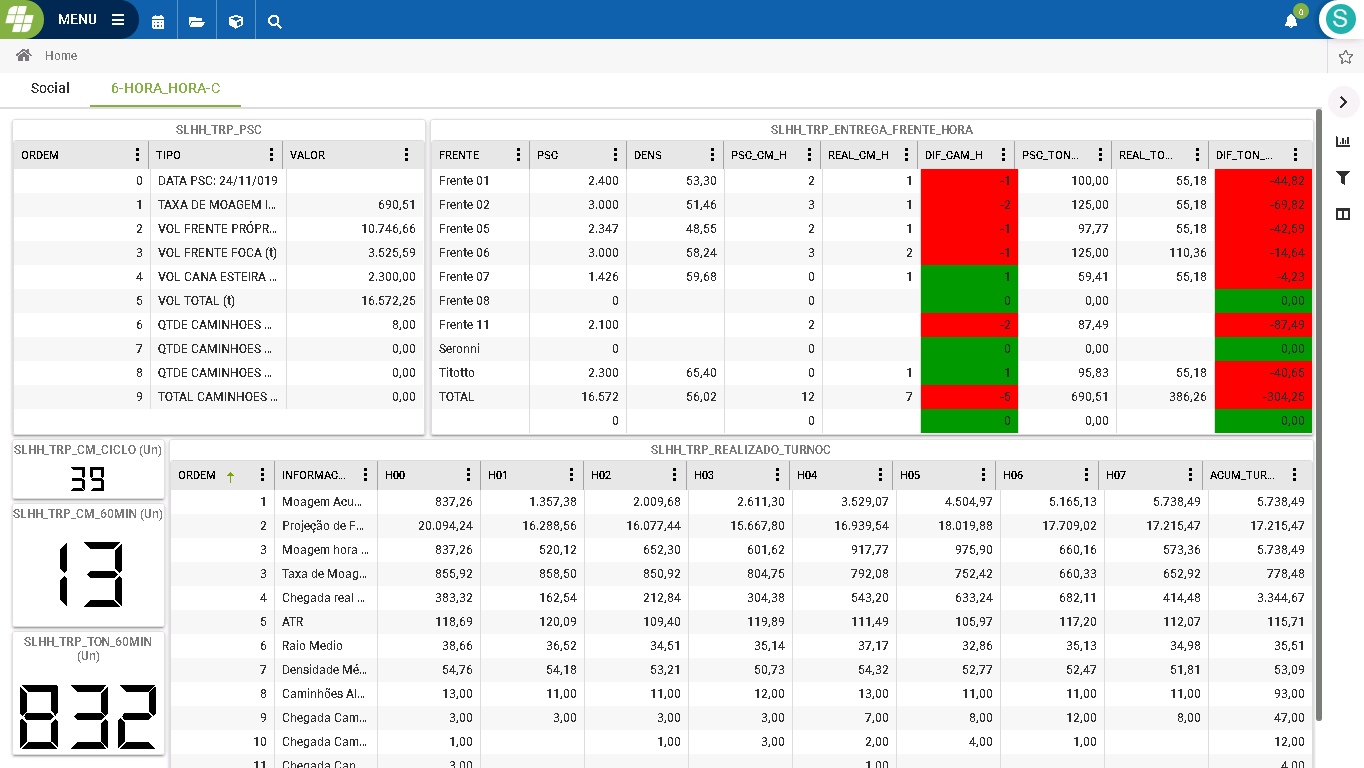 MENU
0
S
Home
Social 6-HORA_HORA-C
SLHH_TRP_PSC
ORDEM TIPO VALOR
0 DATA PSC: 24/11/019
1 TAXA DE MOAGEM I... 690,51
2 VOL FRENTE PRÓPR... 10.746,66
3 VOL FRENTE FOCA (t) 3.525,59
4 VOL CANA ESTEIRA ... 2.300,00
5 VOL TOTAL (t) 16.572,25
6 QTDE CAMINHOES ... 8,00
7 QTDE CAMINHOES ... 0,00
8 QTDE CAMINHOES ... 0,00
9 TOTAL CAMINHOES ... 0,00
SLHH_TRP_ENTREGA_FRENTE_HORA
FRENTE PSC DENS PSC_CM_H REAL_CM_H DIF_CAM_H PSC_TON... REAL_TO... DIF_TON_...
Frente 01 2.400 53,30 2 1 -1 100,00 55,18 -44,82
Frente 02 3.000 51,46 3 1 -2 125,00 55,18 -69,82
Frente 05 2.347 48,55 2 1 -1 97,77 55,18 -42,59
Frente 06 3.000 58,24 3 2 -1 125,00 110,36 -14,64
Frente 07 1.426 59,68 0 1 1 59,41 55,18 -4,23
Frente 08 0 0 0 0,00 0,00
Frente 11 2.100 2 -2 87,49 -87,49
Seronni 0 0 0 0,00 0,00
Titotto 2.300 65,40 0 1 1 95,83 55,18 -40,65
TOTAL 16.572 56,02 12 7 -5 690,51 386,26 -304,25
0 0 0 0,00 0,00
SLHH_TRP_CM_CICLO (Un)
39
SLHH_TRP_CM_60MIN (Un)
13
SLHH_TRP_TON_60MIN
(Un)
832
SLHH_TRP_REALIZADO_TURNOC
ORDEM INFORMAC... H00 H01 H02 H03 H04 H05 H06 H07 ACUM_TUR...
1 Moagem Acu... 837,26 1.357,38 2.009,68 2.611,30 3.529,07 4.504,97 5.165,13 5.738,49 5.738,49
2 Projeção de F... 20.094,24 16.288,56 16.077,44 15.667,80 16.939,54 18.019,88 17.709,02 17.215,47 17.215,47
3 Moagem hora ... 837,26 520,12 652,30 601,62 917,77 975,90 660,16 573,36 5.738,49
3 Taxa de Moag... 855,92 858,50 850,92 804,75 792,08 752,42 660,33 652,92 778,48
4 Chegada real ... 383,32 162,54 212,84 304,38 543,20 633,24 682,11 414,48 3.344,67
5 ATR 118,69 120,09 109,40 119,89 111,49 105,97 117,20 112,07 115,71
6 Raio Medio 38,66 36,52 34,51 35,14 37,17 32,86 35,13 34,98 35,51
7 Densidade Mé... 54,76 54,18 53,21 50,73 54,32 52,77 52,47 51,81 53,09
8 Caminhões Al... 13,00 11,00 11,00 12,00 13,00 11,00 11,00 11,00 93,00
9 Chegada Cam... 3,00 3,00 3,00 3,00 7,00 8,00 12,00 8,00 47,00
10 Chegada Cam... 1,00 1,00 3,00 2,00 4,00 1,00 12,00
11 Chegada Can... 3,00 1,00 4,00